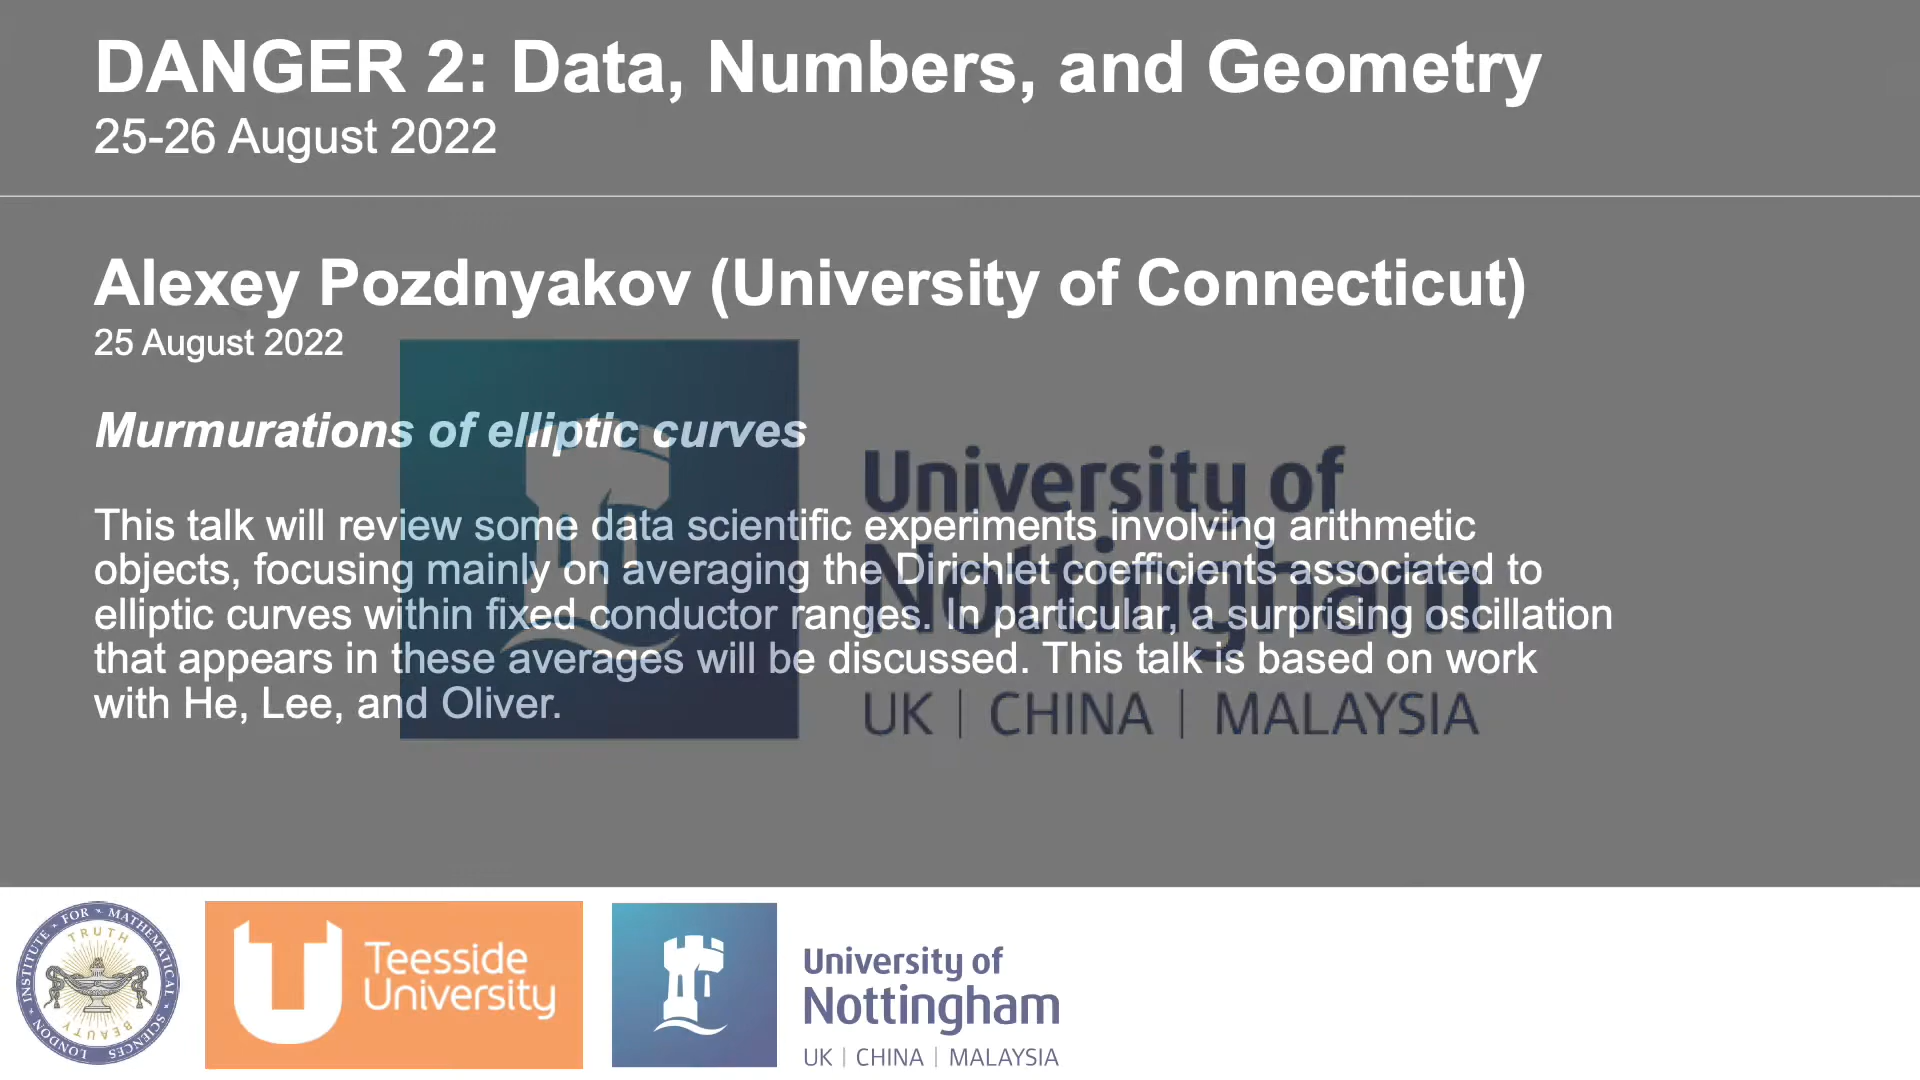 DANGER 2: Data, Numbers, and Geometry
25-26 August 2022
Alexey Pozdnyakov (University of Connecticut)
25 August 2022
Murmurations of elliptic curves
This talk will review some data scientific experiments involving arithmetic
objects, focusing mainly on averaging the Dirichlet coefficients associated to
elliptic curves within fixed conductor ranges. In particular, a surprising oscillation
that appears in these averages will be discussed. This talk is based on work
with He, Lee, and Oliver.
University of
Nottingham
UK | CHINA | MALAYSIA
LONDON · INSTITUTE · FOR · MATHEMATICAL · SCIENCES
TRUTH
BEAUTY
Teesside
University
University of
Nottingham
UK | CHINA | MALAYSIA